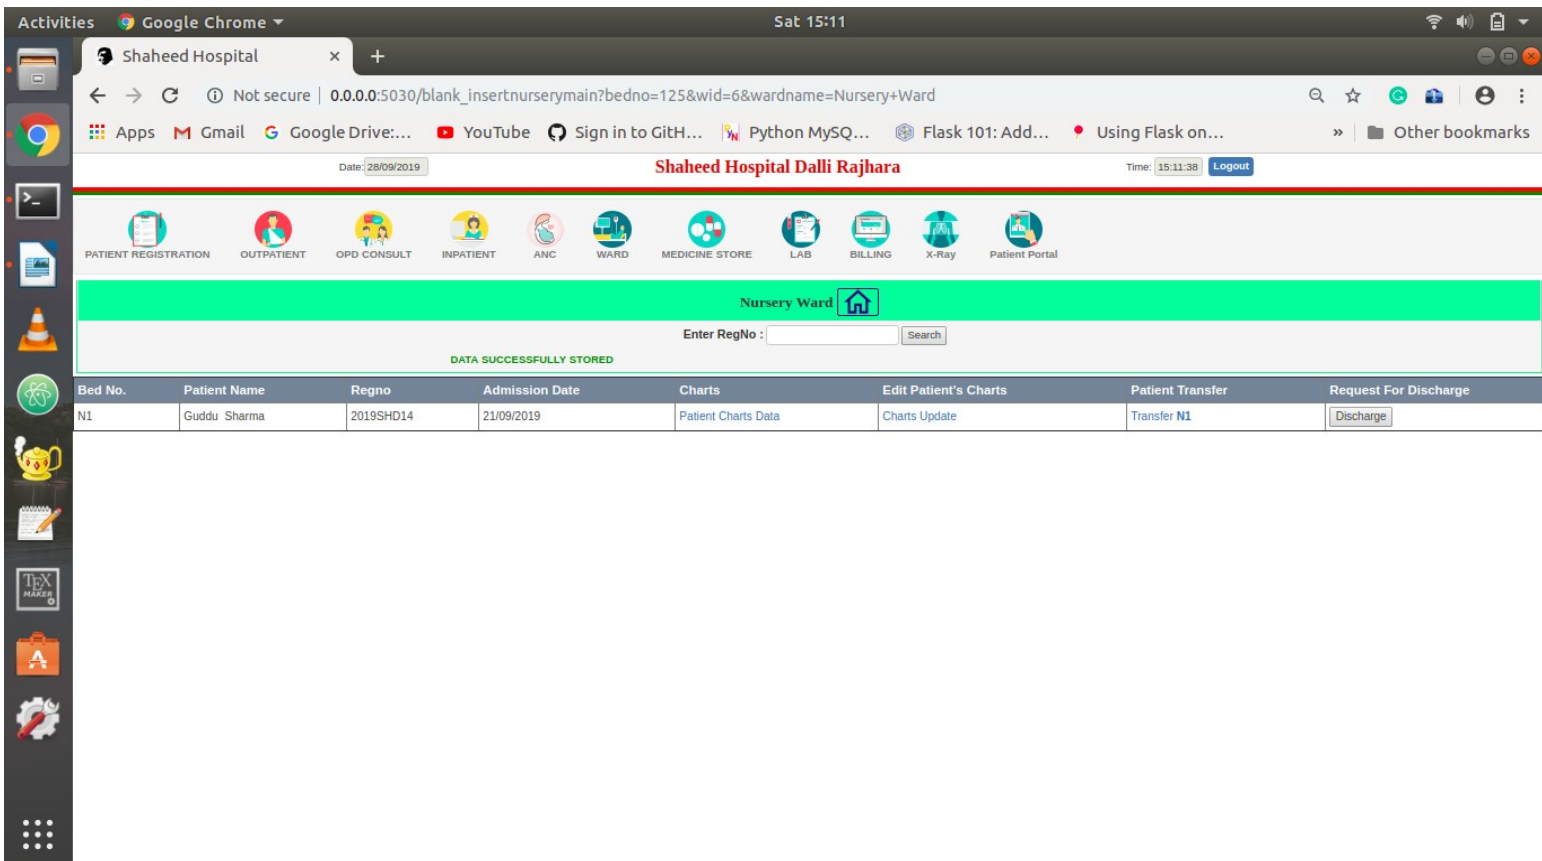 Activities Google Chrome Sat 15:11
Shaheed Hospital
Not secure 0.0.0.0:5030/blank_insertnurserymain?bedno=125&wid=6&wardname=Nursery+Ward
Apps Gmail Google Drive:... YouTube Sign in to GitH... Python MySQ... Flask 101: Add... Using Flask on... » Other bookmarks
Date: 28/09/2019 Shaheed Hospital Dalli Rajhara Time: 15:11:38 Logout
PATIENT REGISTRATION OUTPATIENT OPD CONSULT INPATIENT ANC WARD MEDICINE STORE LAB BILLING X-Ray Patient Portal
Nursery Ward
Enter RegNo : Search
DATA SUCCESSFULLY STORED
Bed No. Patient Name Regno Admission Date Charts Edit Patient's Charts Patient Transfer Request For Discharge
N1 Guddu Sharma 2019SHD14 21/09/2019 Patient Charts Data Charts Update Transfer N1 Discharge
TEX
MAKER